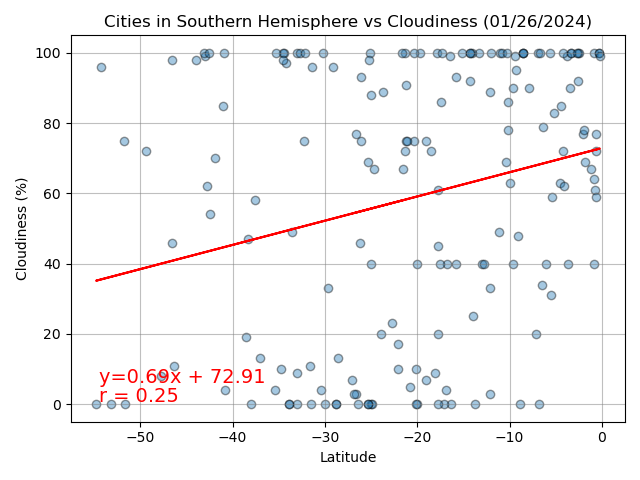 Cities in Southern Hemisphere vs Cloudiness (01/26/2024)
100
80
60
40
20
0
Cloudiness (%)
y=0.69x + 72.91
r = 0.25
−50
−40
−30
−20
−10
0
Latitude